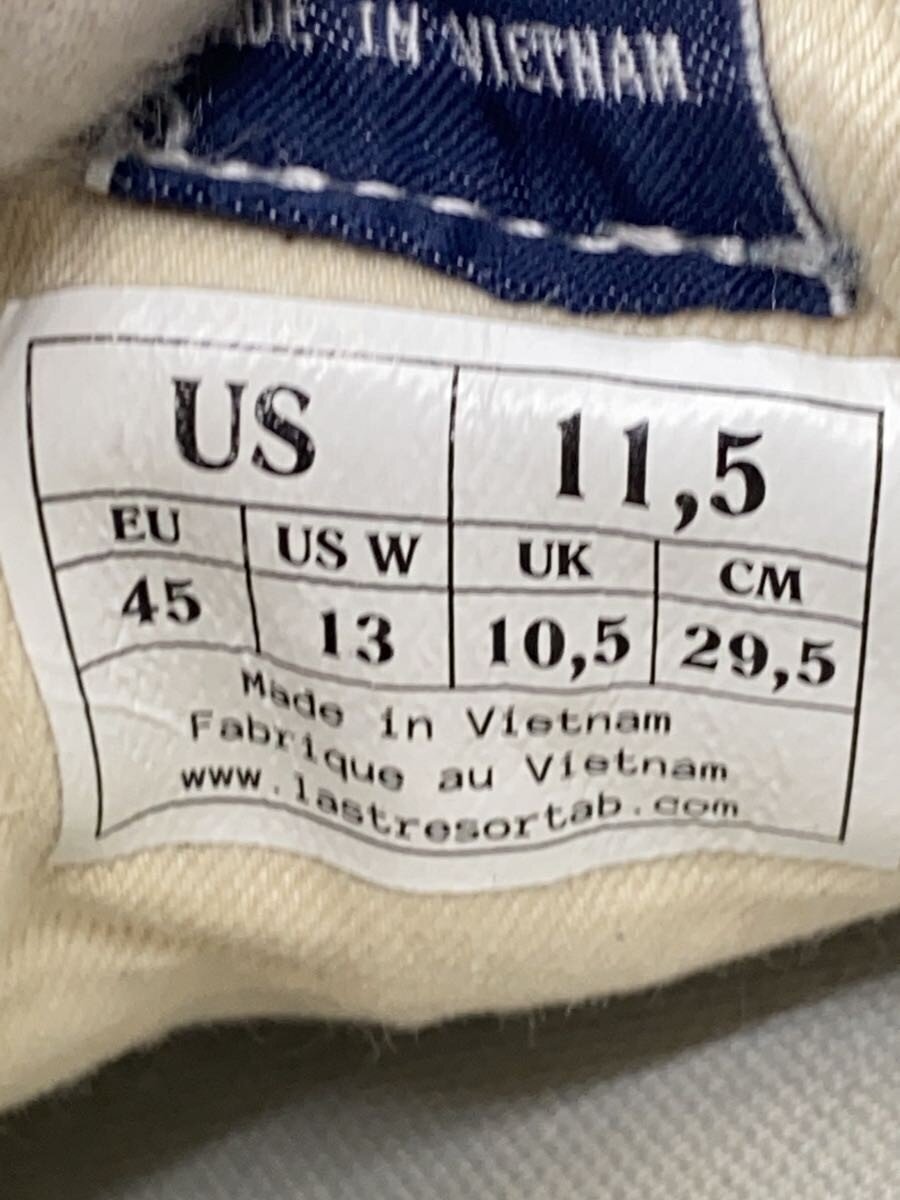 IN VIETNAM
US 11,5
EU US W UK CM
45 13 10,5 29,5
Made in Vietnam
Fabrique au Vietnam
www.lastresortab.com